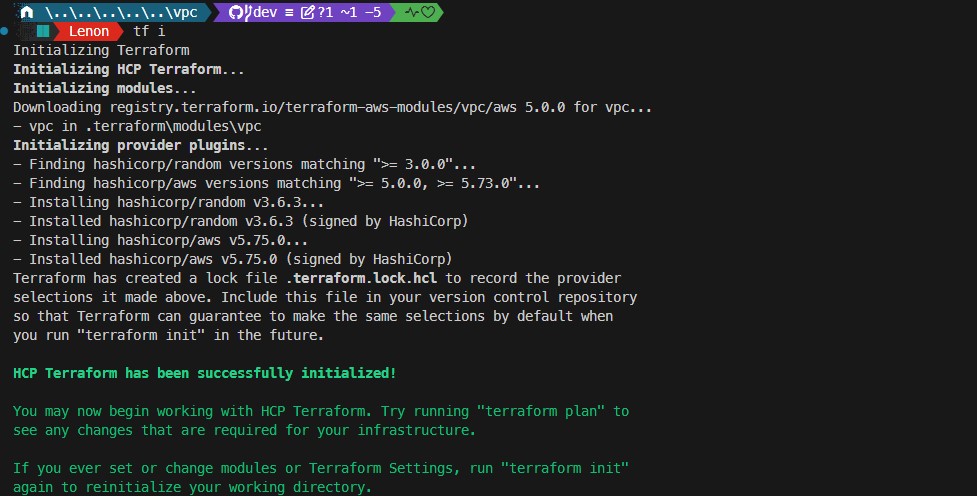 \..\..\..\..\..\vpc dev ≡ ?1 ~1 −5
Lenon tf i
Initializing Terraform
Initializing HCP Terraform...
Initializing modules...
Downloading registry.terraform.io/terraform-aws-modules/vpc/aws 5.0.0 for vpc...
- vpc in .terraform\modules\vpc
Initializing provider plugins...
- Finding hashicorp/random versions matching ">= 3.0.0"...
- Finding hashicorp/aws versions matching ">= 5.0.0, >= 5.73.0"...
- Installing hashicorp/random v3.6.3...
- Installed hashicorp/random v3.6.3 (signed by HashiCorp)
- Installing hashicorp/aws v5.75.0...
- Installed hashicorp/aws v5.75.0 (signed by HashiCorp)
Terraform has created a lock file .terraform.lock.hcl to record the provider
selections it made above. Include this file in your version control repository
so that Terraform can guarantee to make the same selections by default when
you run "terraform init" in the future.
HCP Terraform has been successfully initialized!
You may now begin working with HCP Terraform. Try running "terraform plan" to
see any changes that are required for your infrastructure.
If you ever set or change modules or Terraform Settings, run "terraform init"
again to reinitialize your working directory.